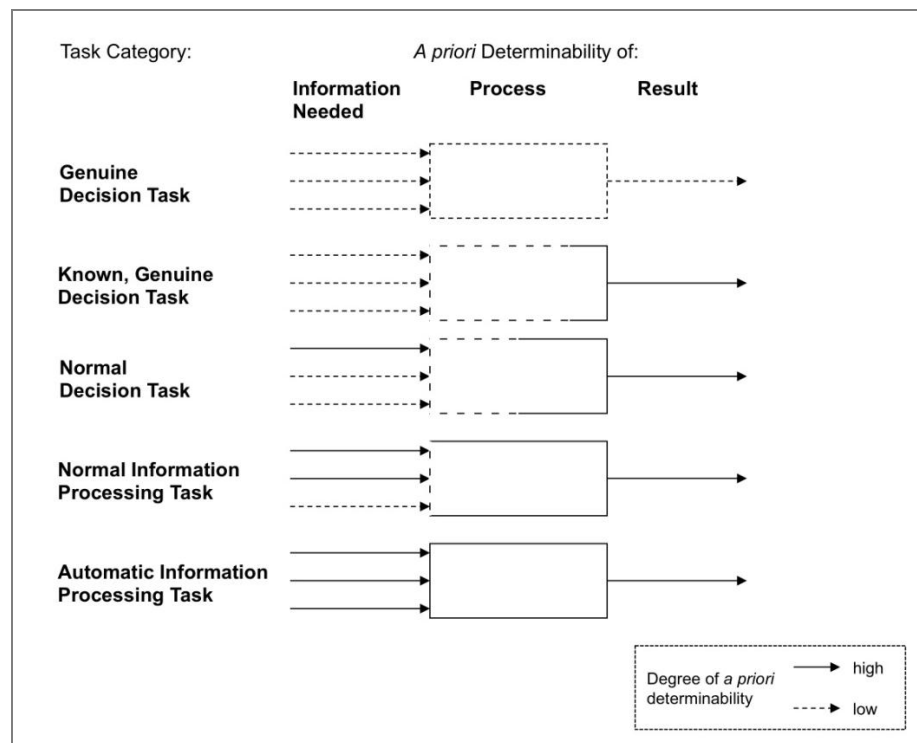 Task Category:
A priori Determinability of:
Information
Needed
Process
Result
Genuine
Decision Task
Known, Genuine
Decision Task
Normal
Decision Task
Normal Information
Processing Task
Automatic Information
Processing Task
Degree of a priori
determinability
high
low